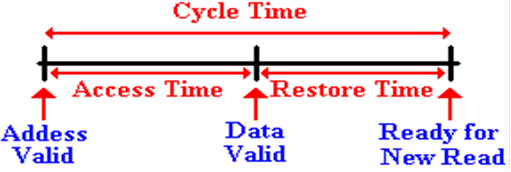 Cycle Time
Access Time
Restore Time
Addess
Valid
Data
Valid
Ready for
New Read